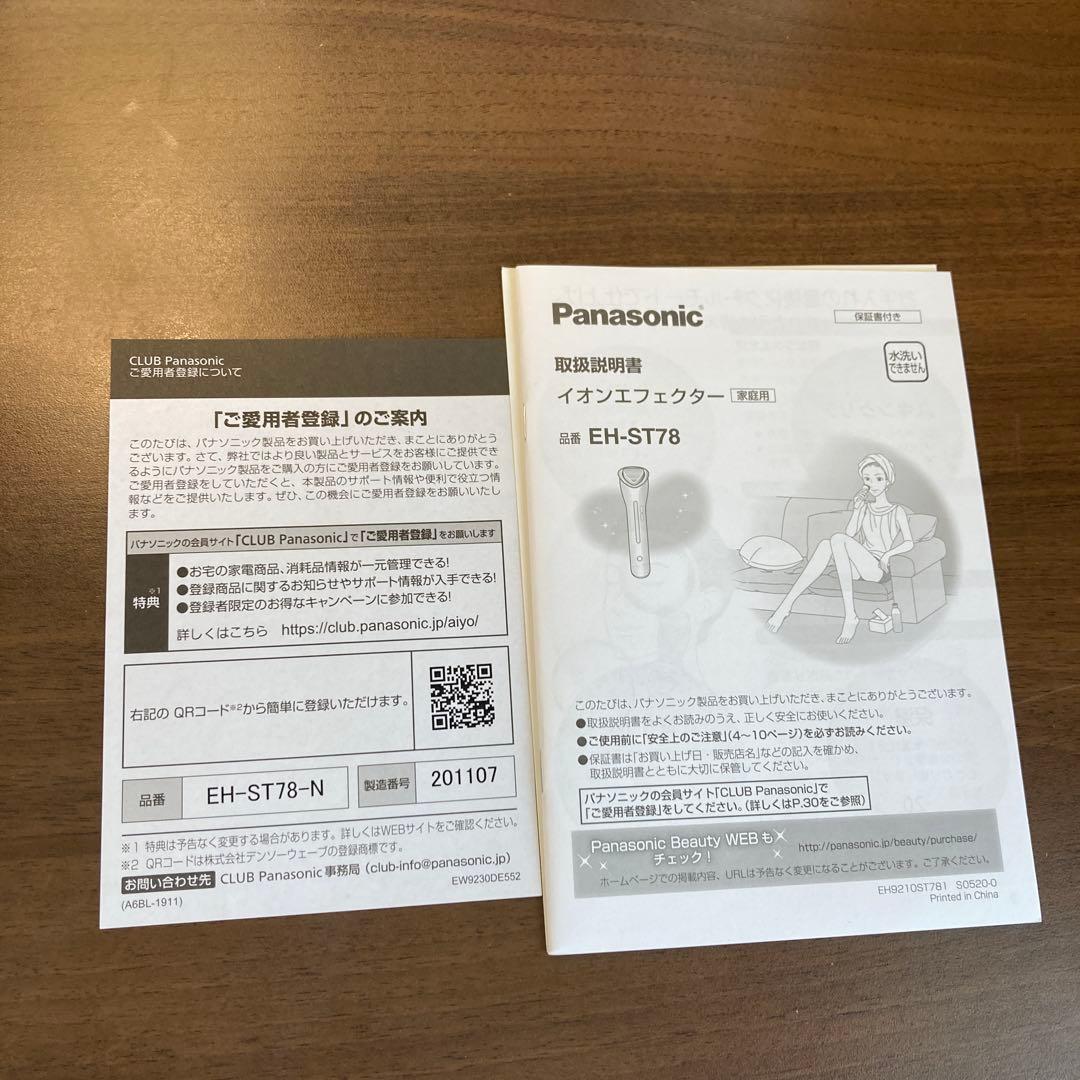 CLUB Panasonic
ご愛用者登録について
「ご愛用者登録」のご案内
このたびは、パナソニック製品をお買い上げいただき、まことにありがとう
ございます。さて、弊社ではより良い製品とサービスをお客様にご提供でき
るようにパナソニック製品をご購入の方にご愛用者登録をお願いしています。
ご愛用者登録をしていただくと、本製品のサポート情報や便利で役立つ情
報などをご提供いたします。ぜひ、この機会にご愛用者登録をお願いいたし
ます。
パナソニックの会員サイト「CLUB Panasonic」で「ご愛用者登録」をお願いします
特典※1
●お宅の家電商品、消耗品情報が一元管理できる!
●登録商品に関するお知らせやサポート情報が入手できる!
●登録者限定のお得なキャンペーンに参加できる!
詳しくはこちら https://club.panasonic.jp/aiyo/
右記の QRコード※2から簡単に登録いただけます。
品番 EH-ST78-N 製造番号 201107
※1 特典は予告なく変更する場合があります。詳しくはWEBサイトをご確認ください。
※2 QRコードは株式会社デンソーウェーブの登録商標です。
お問い合わせ先 CLUB Panasonic 事務局(club-info@panasonic.jp)
EW9230DE552
(A6BL-1911)
Panasonic
保証書付き
取扱説明書
水洗い
できません
イオンエフェクター 家庭用
品番 EH-ST78
このたびは、パナソニック製品をお買い上げいただき、まことにありがとうございます。
●取扱説明書をよくお読みのうえ、正しく安全にお使いください。
●ご使用前に「安全上のご注意」(4～10ページ)を必ずお読みください。
●保証書は「お買い上げ日・販売店名」などの記入を確かめ、
取扱説明書とともに大切に保管してください。
パナソニックの会員サイト「CLUB Panasonic」で
「ご愛用者登録」をしてください。(詳しくはP.30をご参照)
Panasonic Beauty WEB も
チェック!
http://panasonic.jp/beauty/purchase/
ホームページでの掲載内容、URLは予告なく変更になることがございます。ご了承ください。
EH9210ST781 S0520-0
Printed in China